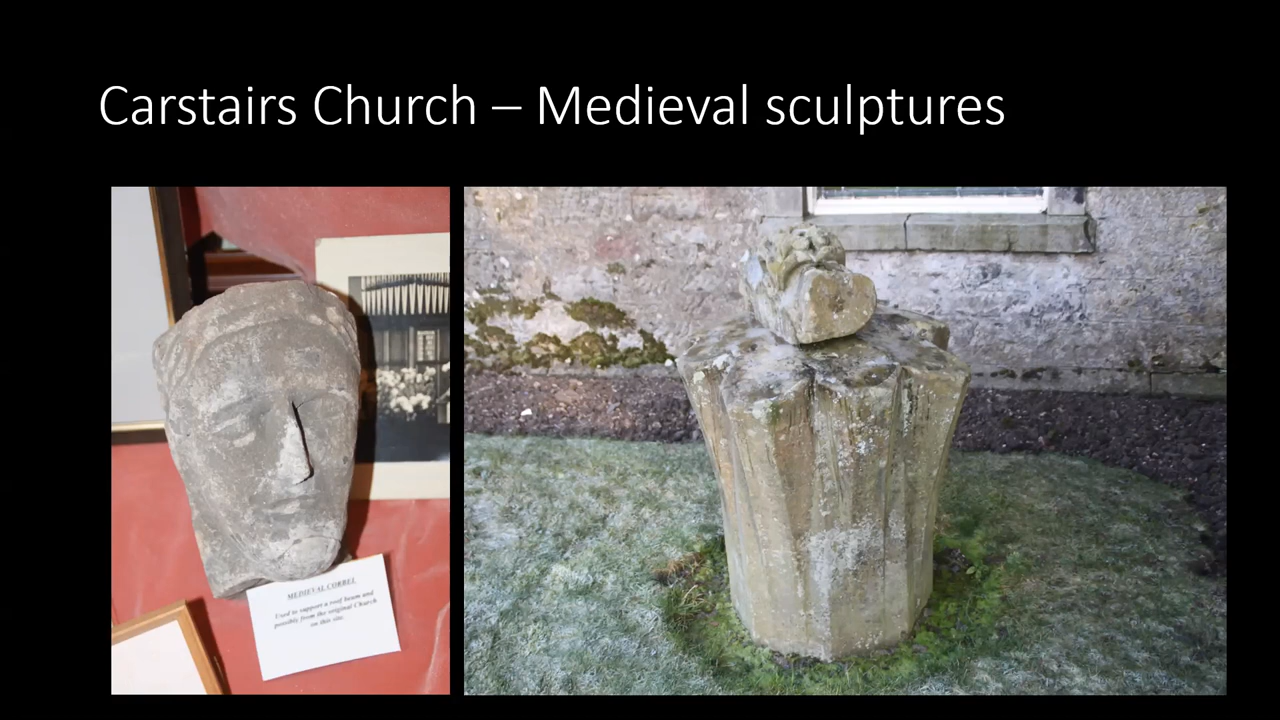 Carstairs Church – Medieval sculptures
MEDIEVAL CORBEL
Used to support a roof beam and
possibly from the original Church
on this site